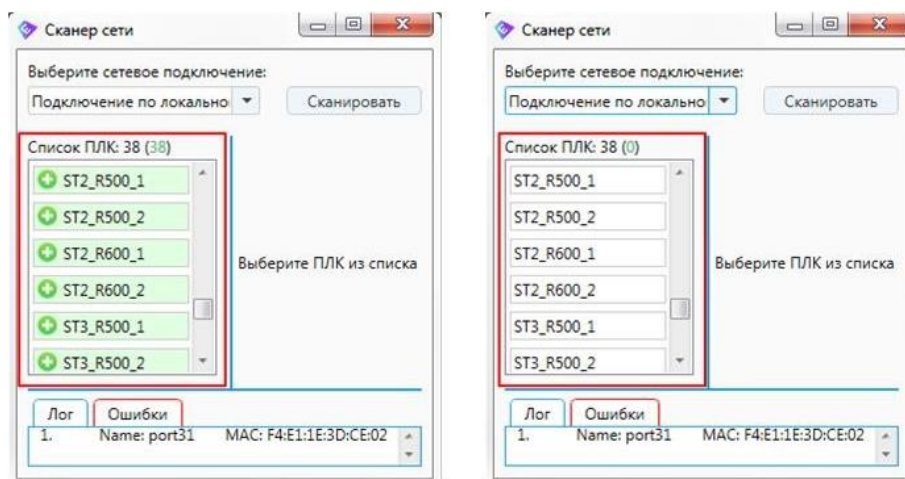 Сканер сети
Выберите сетевое подключение:
Подключение по локально
Сканировать
Список ПЛК: 38 (38)
ST2_R500_1
ST2_R500_2
ST2_R600_1
ST2_R600_2
ST3_R500_1
ST3_R500_2
Выберите ПЛК из списка
Лог
Ошибки
1. Name: port31 MAC: F4:E1:1E:3D:CE:02
Сканер сети
Выберите сетевое подключение:
Подключение по локально
Сканировать
Список ПЛК: 38 (0)
ST2_R500_1
ST2_R500_2
ST2_R600_1
ST2_R600_2
ST3_R500_1
ST3_R500_2
Выберите ПЛК из списка
Лог
Ошибки
1. Name: port31 MAC: F4:E1:1E:3D:CE:02